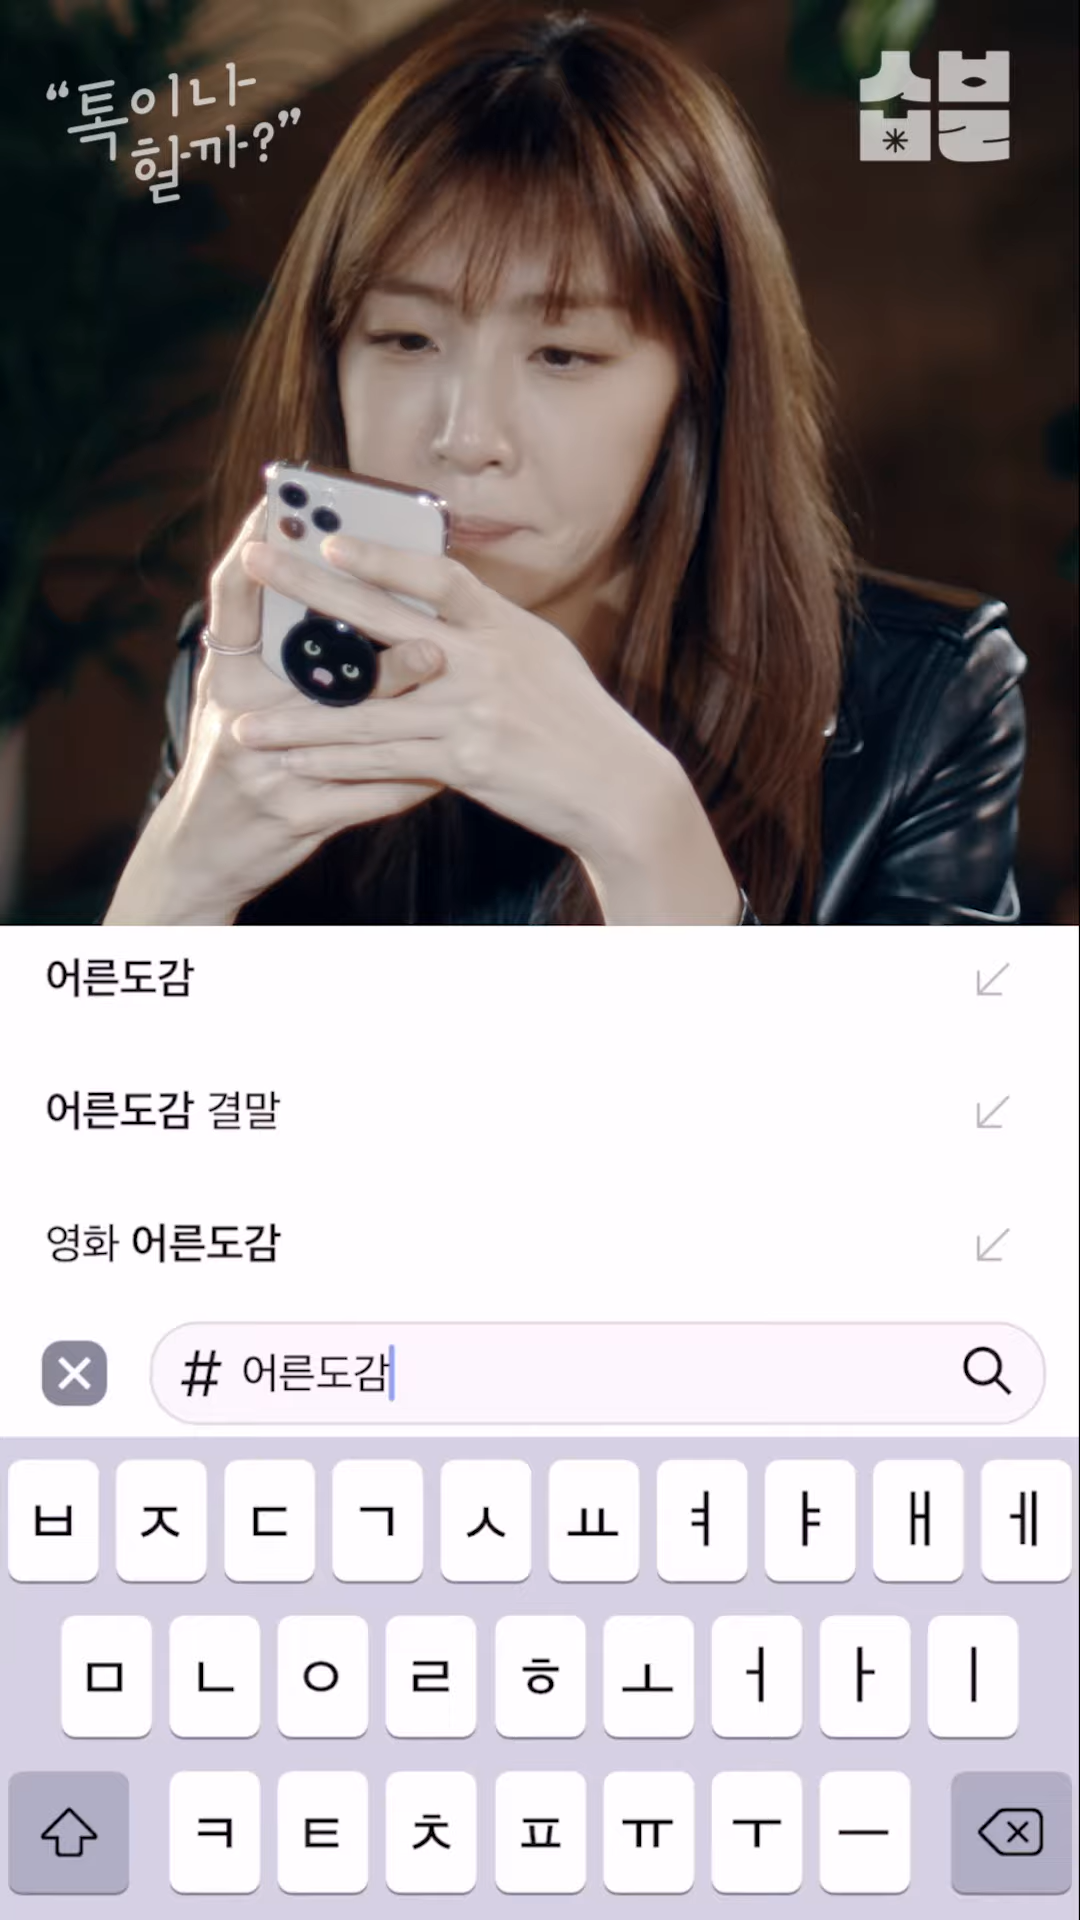 “톡이나
할까?”
어른도감
어른도감 결말
영화 어른도감
# 어른도감
ㅂ ㅈ ㄷ ㄱ ㅅ ㅛ ㅕ ㅑ ㅐ ㅔ
ㅁ ㄴ ㅇ ㄹ ㅎ ㅗ ㅓ ㅏ ㅣ
ㅋ ㅌ ㅊ ㅍ ㅠ ㅜ ㅡ